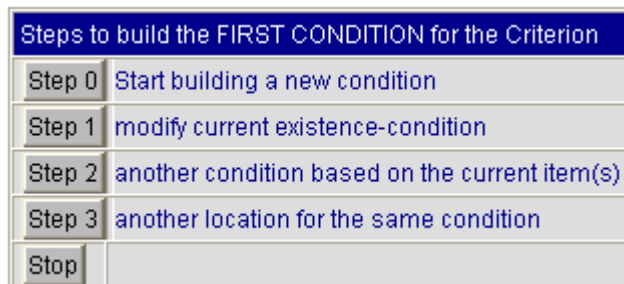 Steps to build the FIRST CONDITION for the Criterion
Step 0 Start building a new condition
Step 1 modify current existence-condition
Step 2 another condition based on the current item(s)
Step 3 another location for the same condition
Stop